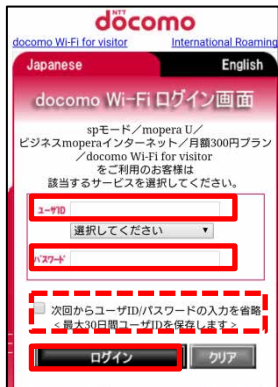 NTT
docomo
docomo Wi-Fi for visitor International Roaming
Japanese English
docomo Wi-Fi ログイン画面
spモード／mopera U／
ビジネスmoperaインターネット／月額300円プラン
／docomo Wi-Fi for visitor
をご利用のお客様は
該当するサービスを選択してください。
ユーザID
選択してください
パスワード
次回からユーザID/パスワードの入力を省略
< 最大30日間ユーザIDを保存します >
ログイン クリア